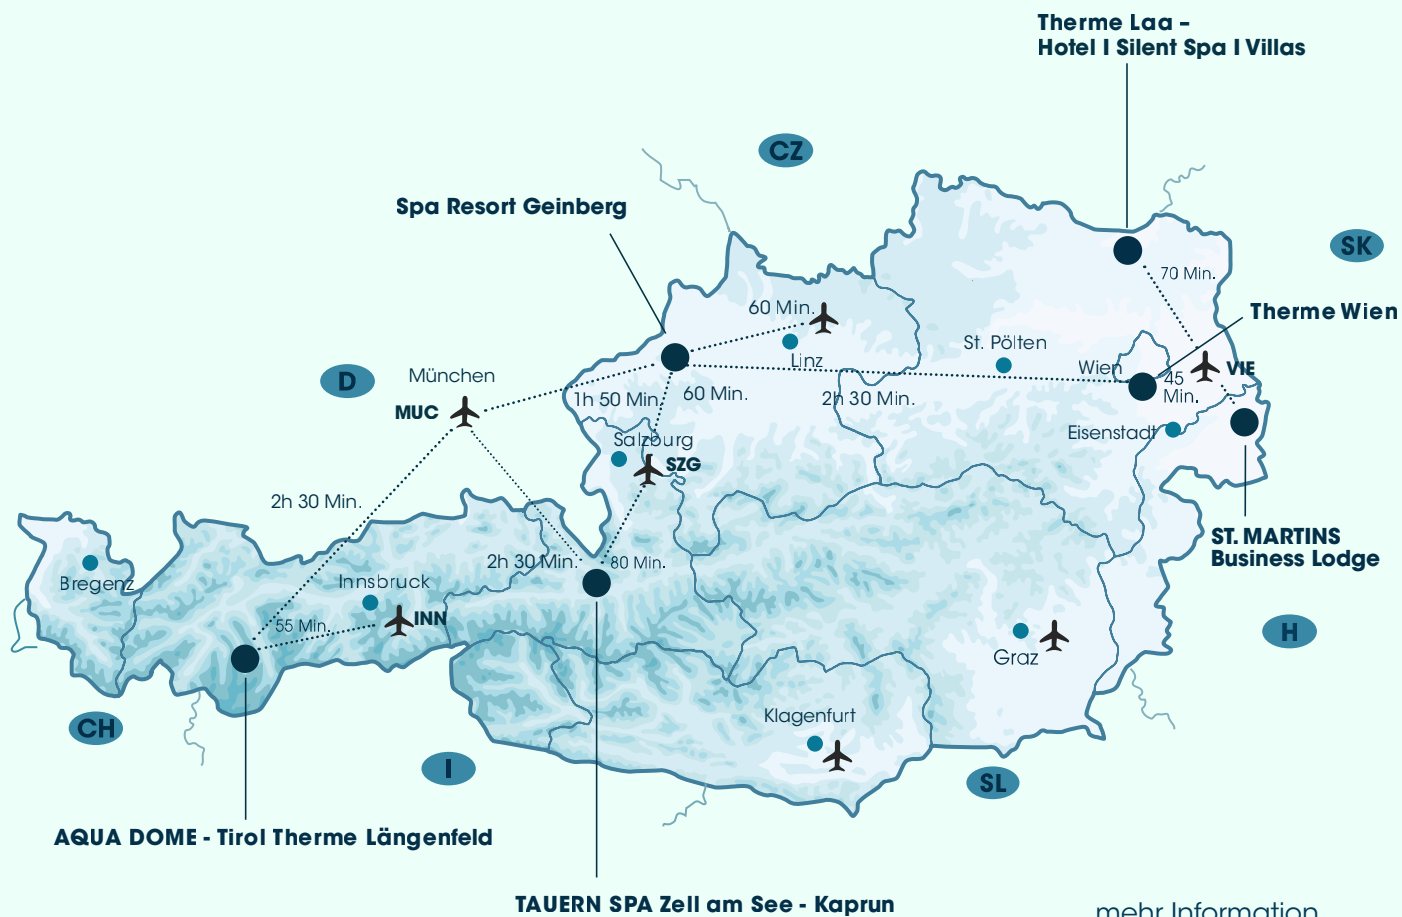 Therme Laa –
Hotel I Silent Spa I Villas
CZ
Spa Resort Geinberg
SK
70 Min.
60 Min.
Therme Wien
St. Pölten
Linz
Wien
VIE
D
München
45
Min.
MUC
1h 50 Min.
60 Min.
2h 30 Min.
Eisenstadt
Salzburg
SZG
2h 30 Min.
ST. MARTINS
Business Lodge
2h 30 Min.
80 Min.
Bregenz
Innsbruck
INN
55 Min.
H
Graz
CH
Klagenfurt
I
SL
AQUA DOME - Tirol Therme Längenfeld
TAUERN SPA Zell am See - Kaprun
mehr Information